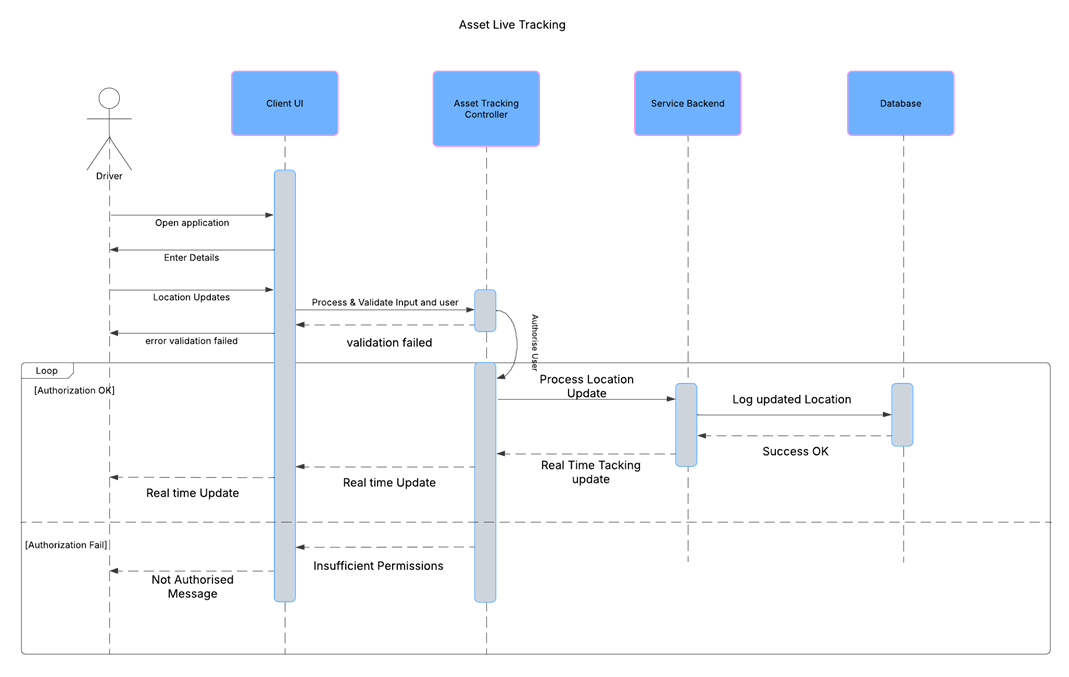 Asset Live Tracking
Client UI
Asset Tracking
Controller
Service Backend
Database
Driver
Open application
Enter Details
Location Updates
Process & Validate Input and user
validation failed
error validation failed
Authorise User
Loop
[Authorization OK]
Process Location
Update
Log updated Location
Success OK
Real Time Tacking
update
Real time Update
Real time Update
[Authorization Fail]
Insufficient Permissions
Not Authorised
Message